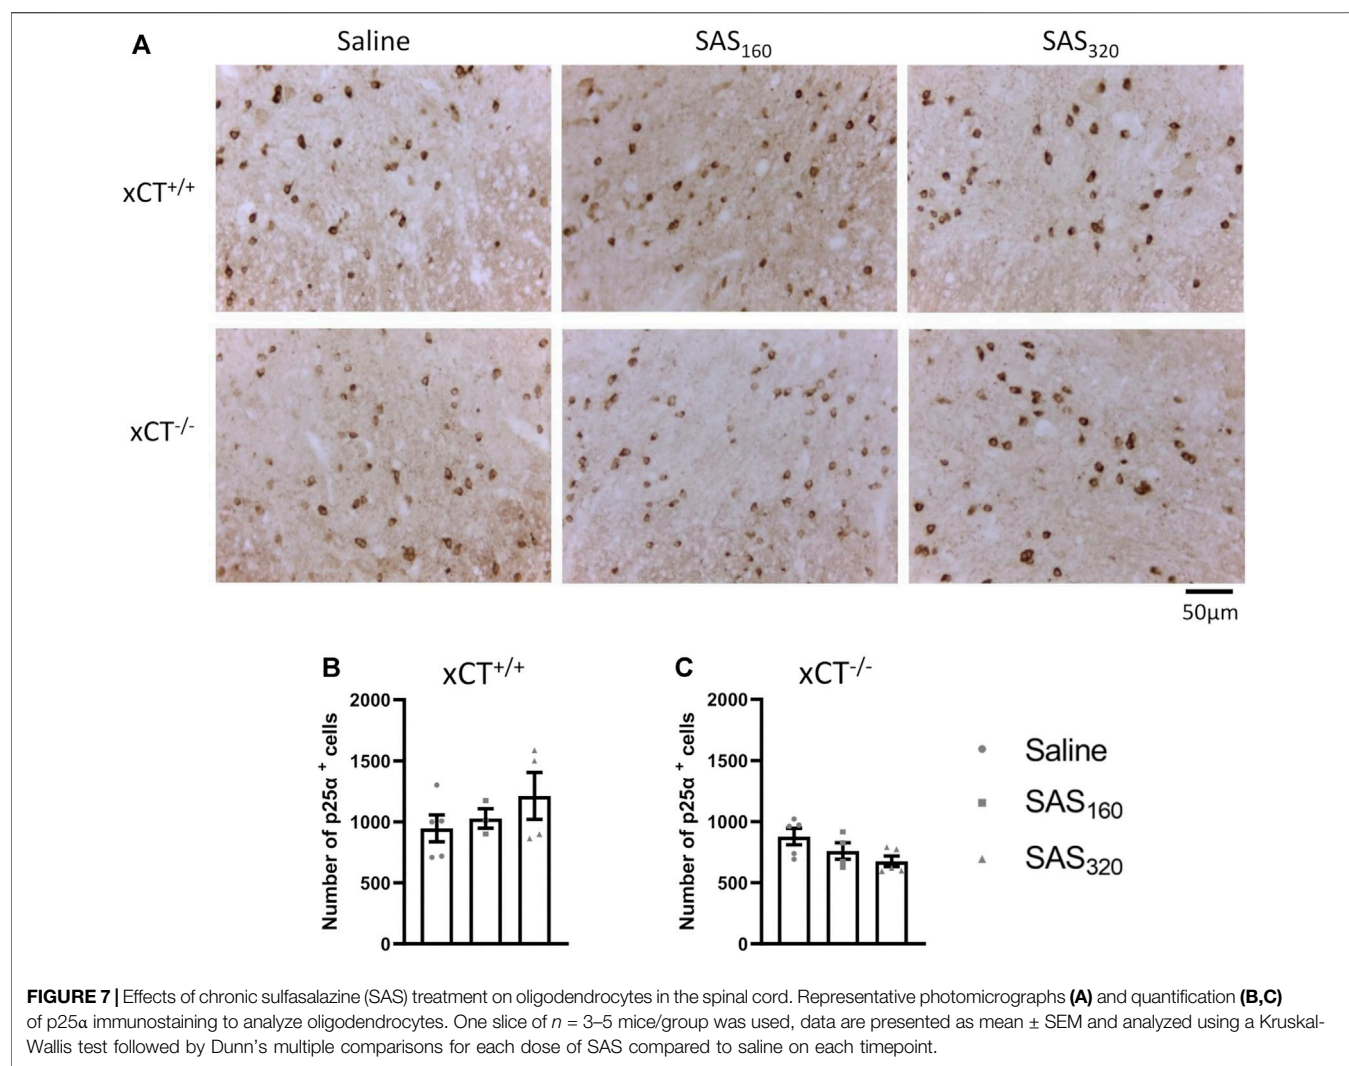 A
Saline
SAS160
SAS320
xCT+/+
xCT-/-
50µm
B
xCT+/+
Number of p25α + cells
2000
1500
1000
500
0
C
xCT-/-
Number of p25α + cells
2000
1500
1000
500
0
Saline
SAS160
SAS320
FIGURE 7 | Effects of chronic sulfasalazine (SAS) treatment on oligodendrocytes in the spinal cord. Representative photomicrographs (A) and quantification (B,C)
of p25α immunostaining to analyze oligodendrocytes. One slice of n = 3–5 mice/group was used, data are presented as mean ± SEM and analyzed using a Kruskal-
Wallis test followed by Dunn's multiple comparisons for each dose of SAS compared to saline on each timepoint.